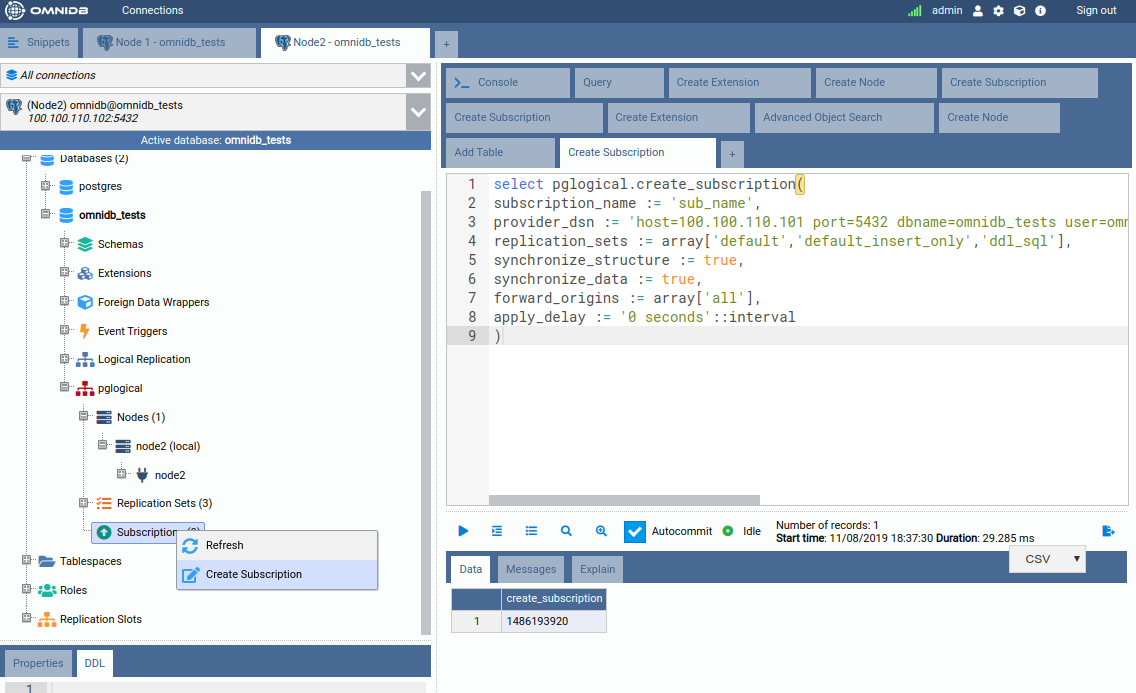 OMNIDB Connections admin Sign out
Snippets Node 1 - omnidb_tests Node2 - omnidb_tests +
All connections
(Node2) omnidb@omnidb_tests
100.100.110.102:5432
Active database: omnidb_tests
Databases (2)
postgres
omnidb_tests
Schemas
Extensions
Foreign Data Wrappers
Event Triggers
Logical Replication
pglogical
Nodes (1)
node2 (local)
node2
Replication Sets (3)
Subscription
Refresh
Create Subscription
Tablespaces
Roles
Replication Slots
Properties DDL
1
Console Query Create Extension Create Node Create Subscription
Create Subscription Create Extension Advanced Object Search Create Node
Add Table Create Subscription +
1 select pglogical.create_subscription(
2 subscription_name := 'sub_name',
3 provider_dsn := 'host=100.100.110.101 port=5432 dbname=omnidb_tests user=omn
4 replication_sets := array['default','default_insert_only','ddl_sql'],
5 synchronize_structure := true,
6 synchronize_data := true,
7 forward_origins := array['all'],
8 apply_delay := '0 seconds'::interval
9 )
Autocommit Idle
Number of records: 1
Start time: 11/08/2019 18:37:30 Duration: 29.285 ms
CSV
Data Messages Explain
create_subscription
1 1486193920